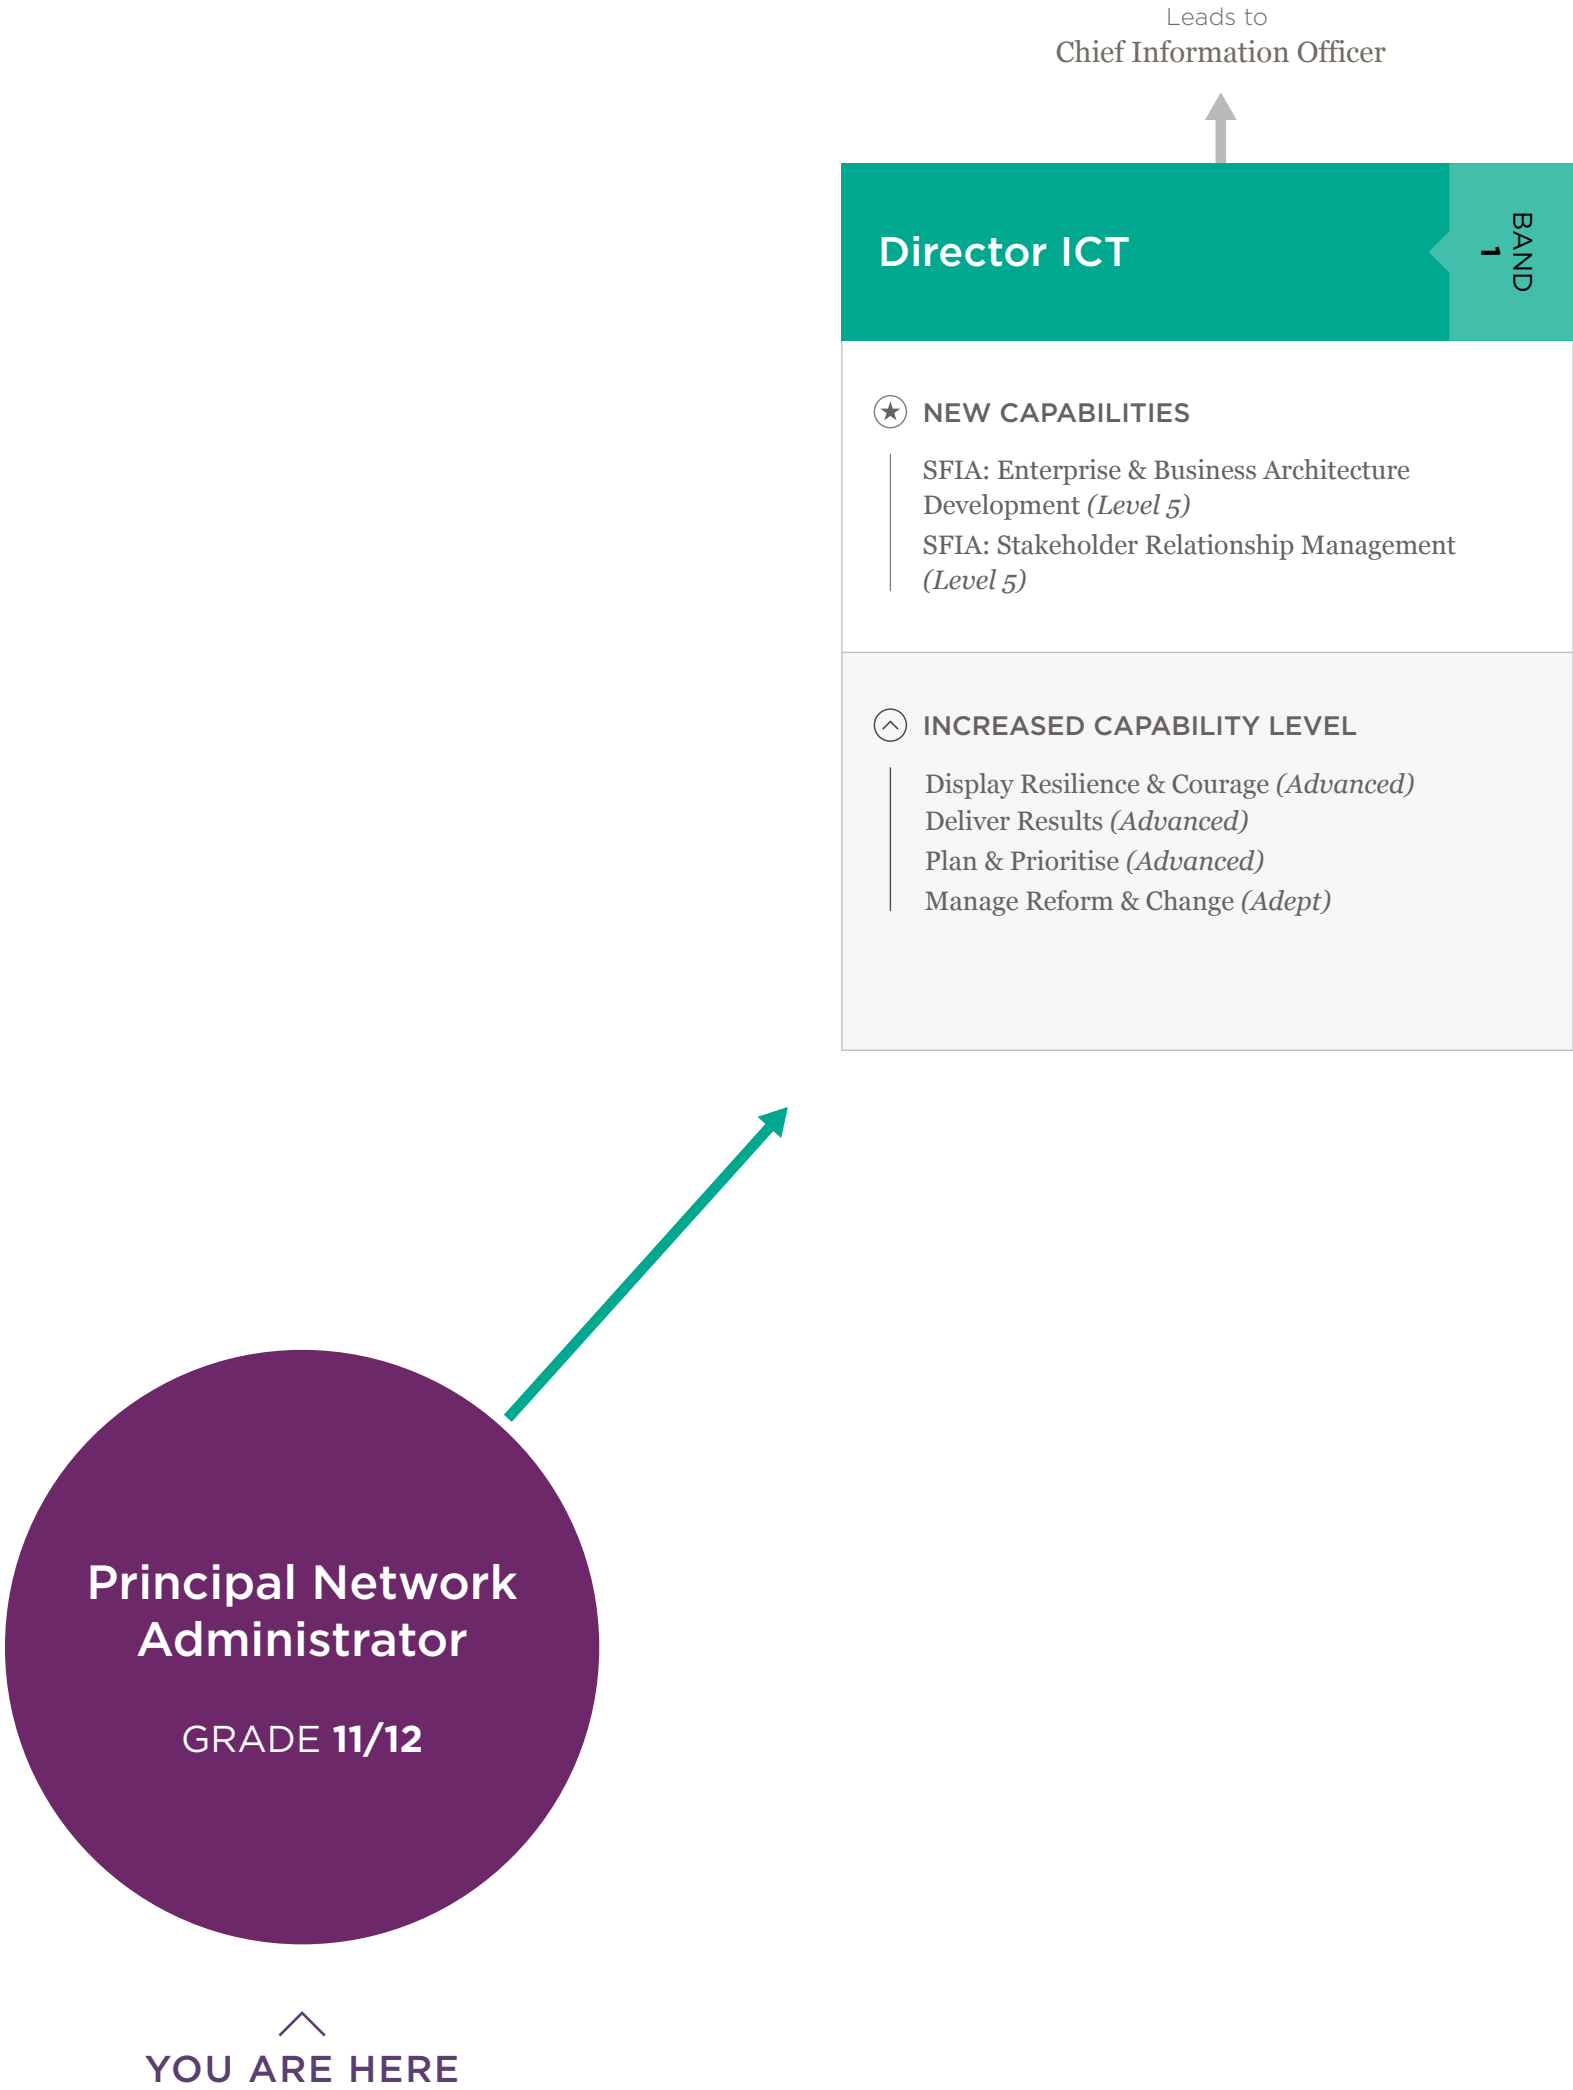 Leads to
Chief Information Officer
Director ICT
BAND
1
NEW CAPABILITIES
SFIA: Enterprise & Business Architecture
Development (Level 5)
SFIA: Stakeholder Relationship Management
(Level 5)
INCREASED CAPABILITY LEVEL
Display Resilience & Courage (Advanced)
Deliver Results (Advanced)
Plan & Prioritise (Advanced)
Manage Reform & Change (Adept)
Principal Network
Administrator
GRADE 11/12
YOU ARE HERE